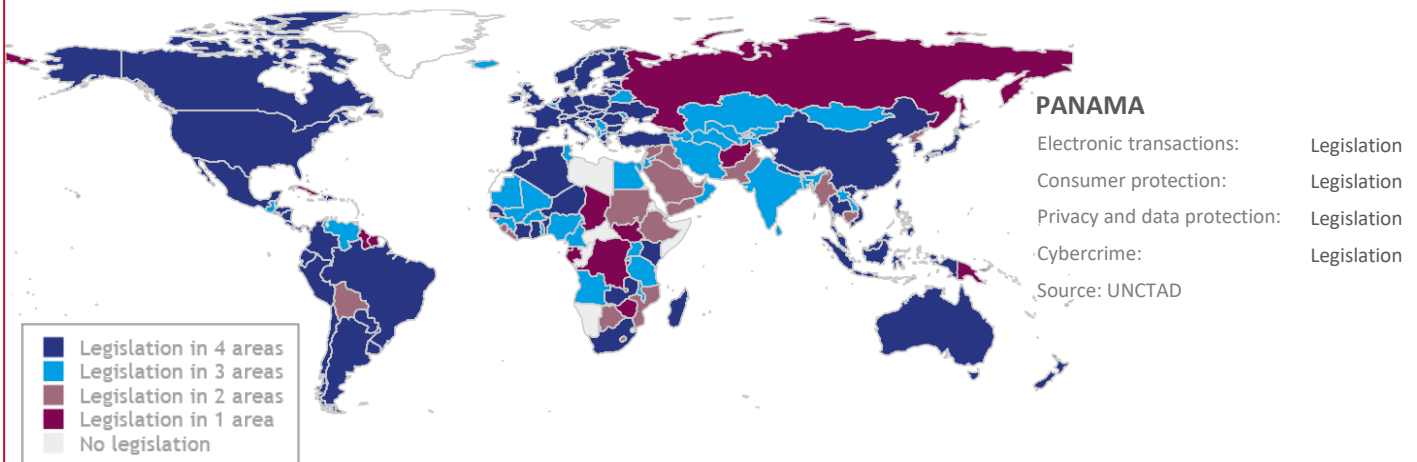 PANAMA
Electronic transactions: Legislation
Consumer protection: Legislation
Privacy and data protection: Legislation
Cybercrime: Legislation
Source: UNCTAD
Legislation in 4 areas
Legislation in 3 areas
Legislation in 2 areas
Legislation in 1 area
No legislation